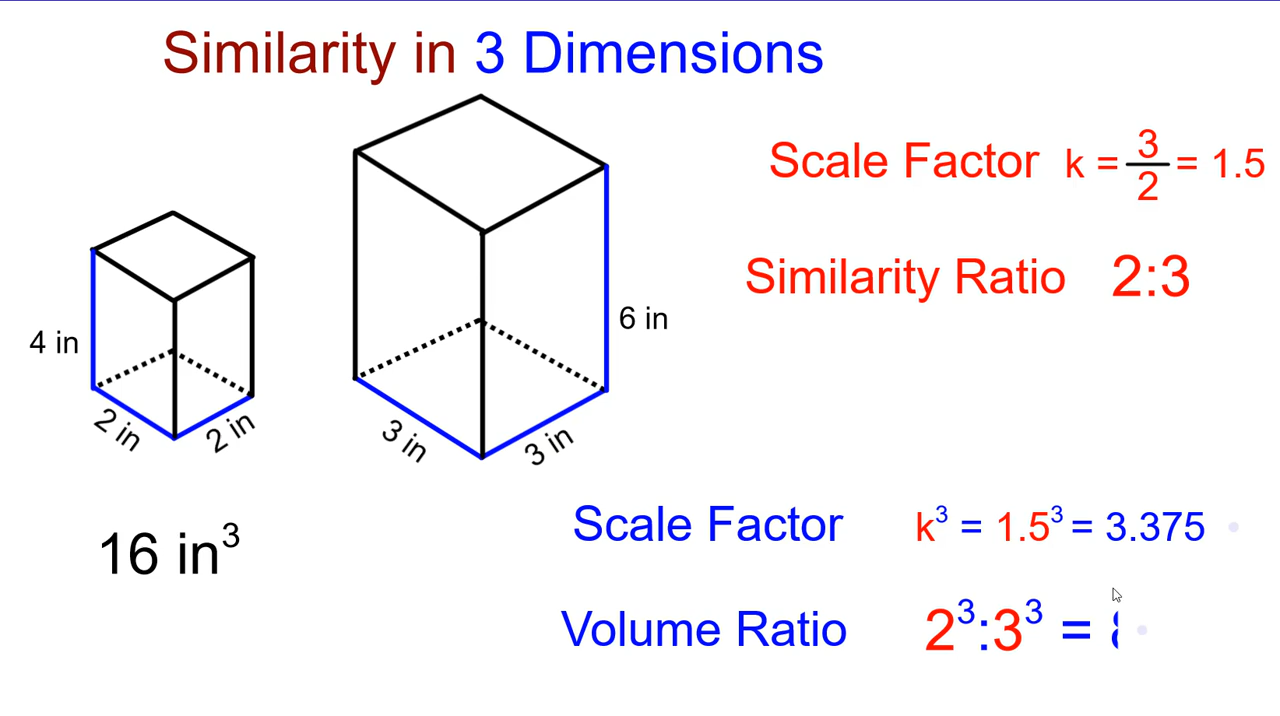 Similarity in 3 Dimensions
Scale Factor k = 3/2 = 1.5
Similarity Ratio 2:3
4 in
6 in
2 in
2 in
3 in
3 in
16 in³
Scale Factor k³ = 1.5³ = 3.375
Volume Ratio 2³:3³ =